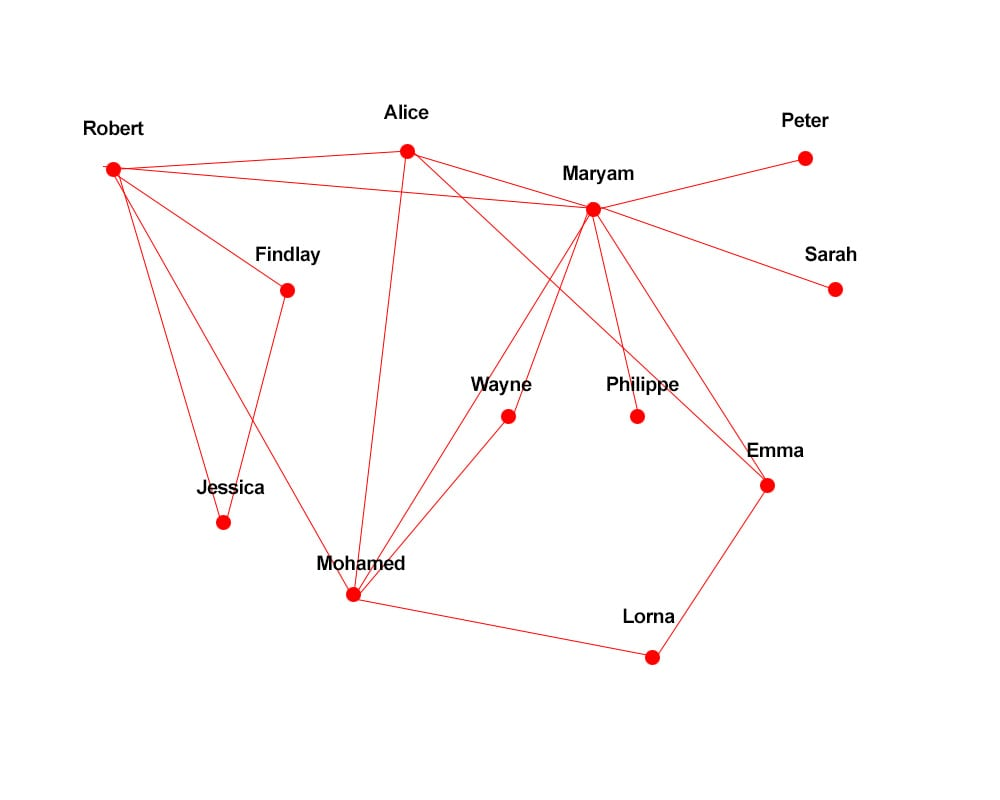 Alice
Peter
Robert
Maryam
Findlay
Sarah
Wayne
Philippe
Emma
Jessica
Mohamed
Lorna